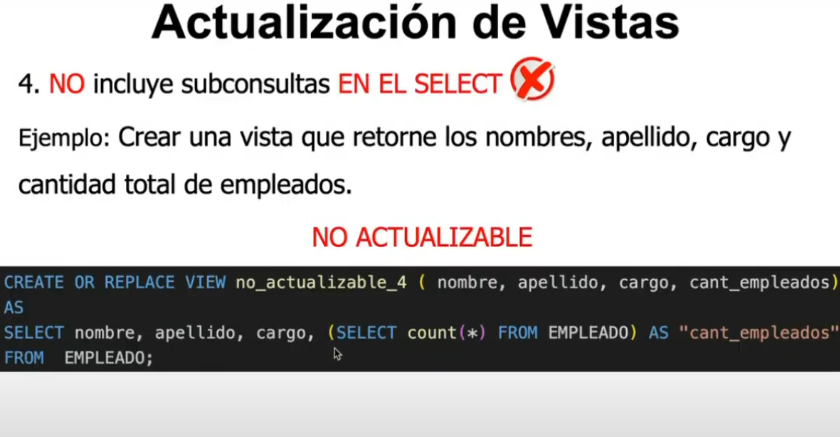 Actualización de Vistas
4. NO incluye subconsultas EN EL SELECT
Ejemplo: Crear una vista que retorne los nombres, apellido, cargo y
cantidad total de empleados.
NO ACTUALIZABLE
CREATE OR REPLACE VIEW no_actualizable_4 ( nombre, apellido, cargo, cant_empleados)
AS
SELECT nombre, apellido, cargo, (SELECT count(*) FROM EMPLEADO) AS "cant_empleados"
FROM EMPLEADO;